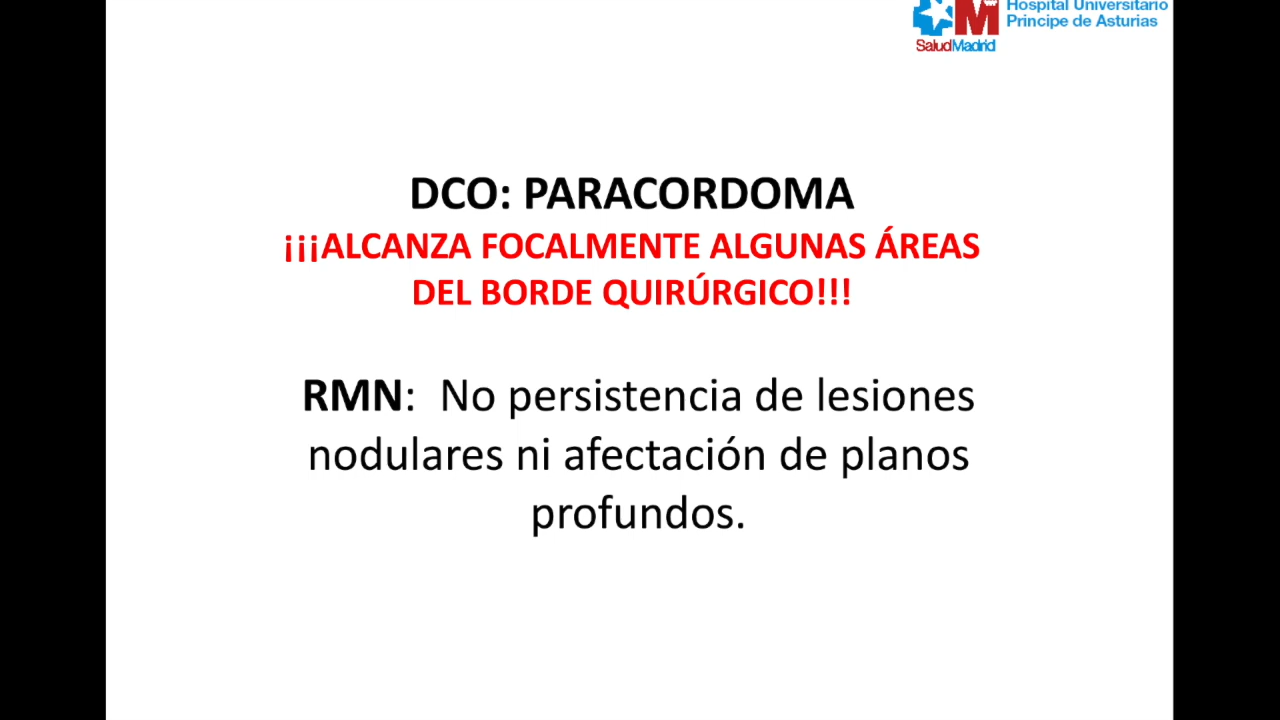 Hospital Universitario
Principe de Asturias
M
SaludMadrid
DCO: PARACORDOMA
¡¡¡ALCANZA FOCALMENTE ALGUNAS ÁREAS
DEL BORDE QUIRÚRGICO!!!
RMN: No persistencia de lesiones
nodulares ni afectación de planos
profundos.